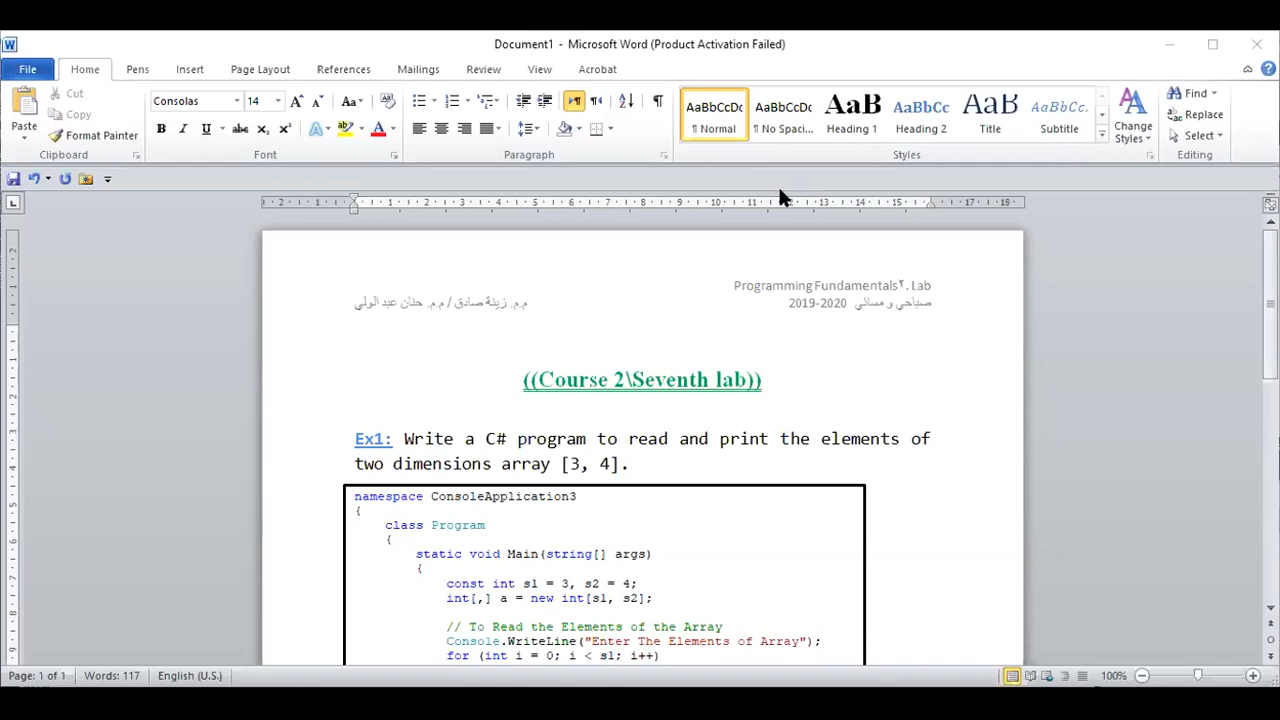 Document1 - Microsoft Word (Product Activation Failed)
File Home Pens Insert Page Layout References Mailings Review View Acrobat
Cut
Copy
Paste
Format Painter
Clipboard
Consolas 14
Font
Paragraph
AaBbCcDc AaBbCcDc AaB AaBbCc AaB AaBbCc.
¶ Normal ¶ No Spaci... Heading 1 Heading 2 Title Subtitle
Change Styles
Styles
Find
Replace
Select
Editing
Programming Fundamentals٢. Lab
صباحي و مسائي 2019-2020
م.م. زينة صادق / م.م. حنان عبد الولي
((Course 2\Seventh lab))
Ex1: Write a C# program to read and print the elements of
two dimensions array [3, 4].
namespace ConsoleApplication3
{
class Program
{
static void Main(string[] args)
{
const int s1 = 3, s2 = 4;
int[,] a = new int[s1, s2];
// To Read the Elements of the Array
Console.WriteLine("Enter The Elements of Array");
for (int i = 0; i < s1; i++)
Page: 1 of 1 Words: 117 English (U.S.) 100%